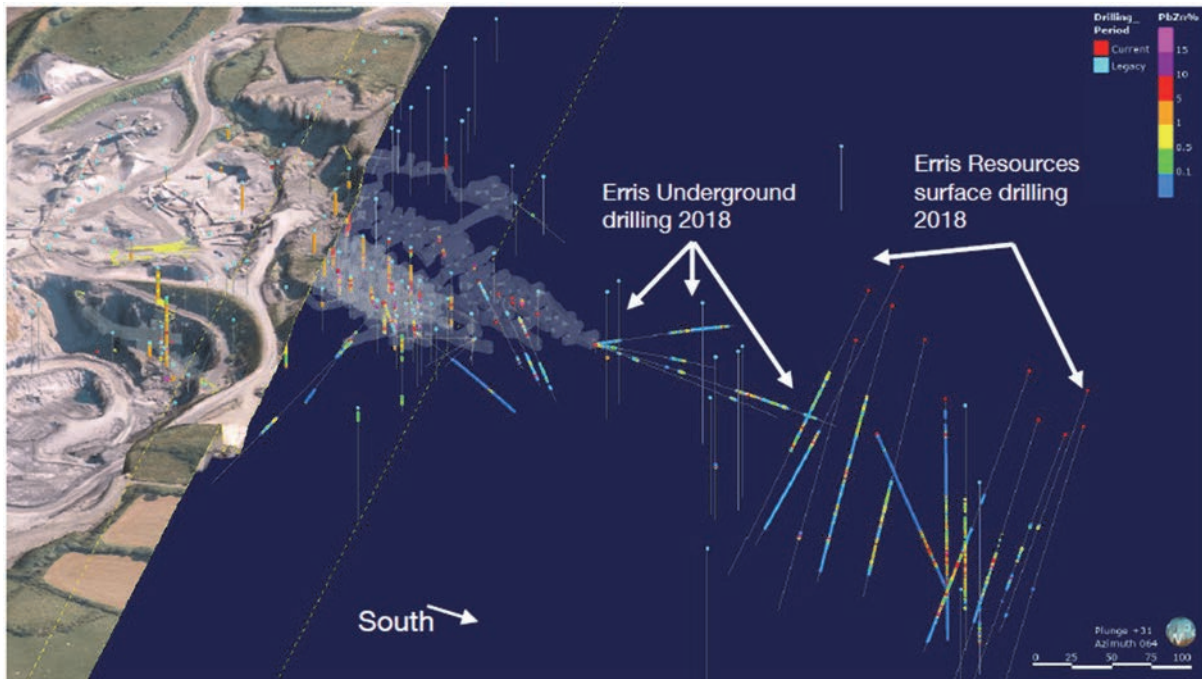 Drilling_
Period
Current
Legacy
PbZn%
15
10
5
1
0.5
0.1
Erris Underground
drilling 2018
Erris Resources
surface drilling
2018
South
Plunge +31
Azimuth 064
0 25 50 75 100